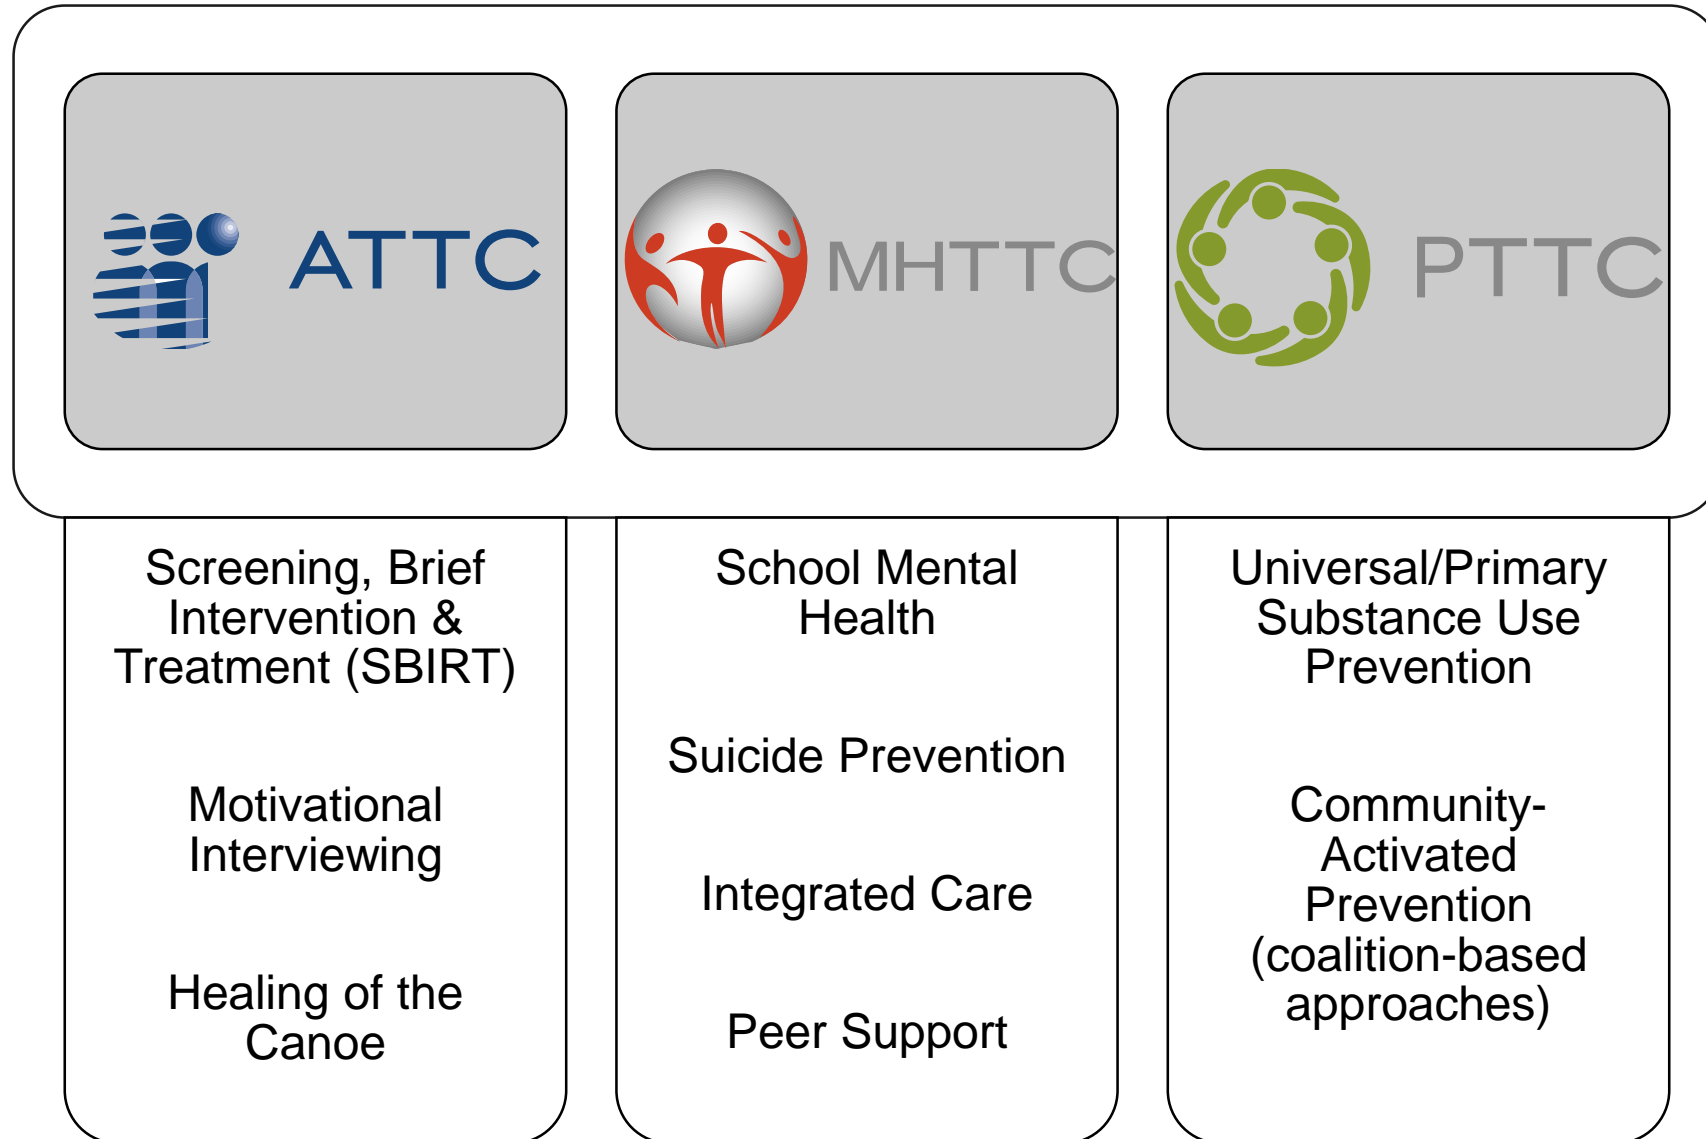 ATTC
MHTTC
PTTC
Screening, Brief
Intervention &
Treatment (SBIRT)
Motivational
Interviewing
Healing of the
Canoe
School Mental
Health
Suicide Prevention
Integrated Care
Peer Support
Universal/Primary
Substance Use
Prevention
Community-
Activated
Prevention
(coalition-based
approaches)